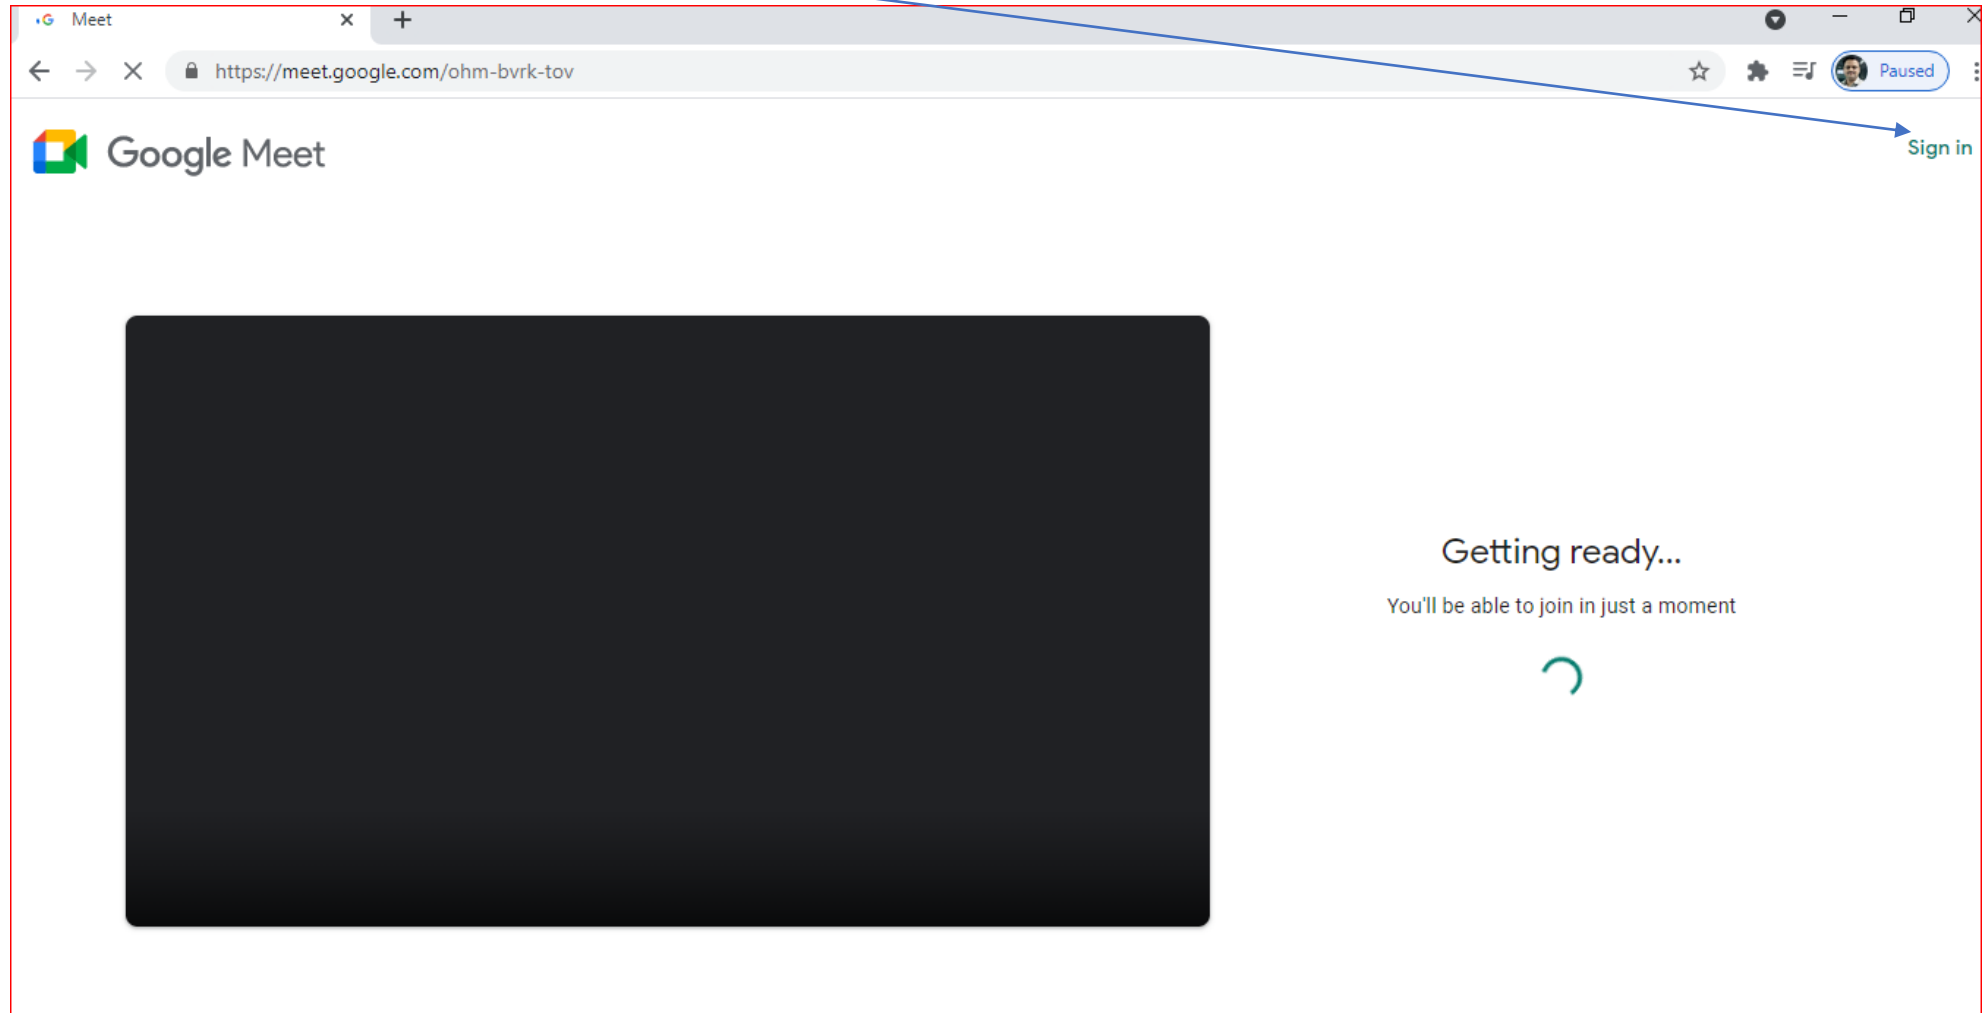 Meet
https://meet.google.com/ohm-bvrk-tov
Paused
Google Meet
Sign in
Getting ready...
You'll be able to join in just a moment